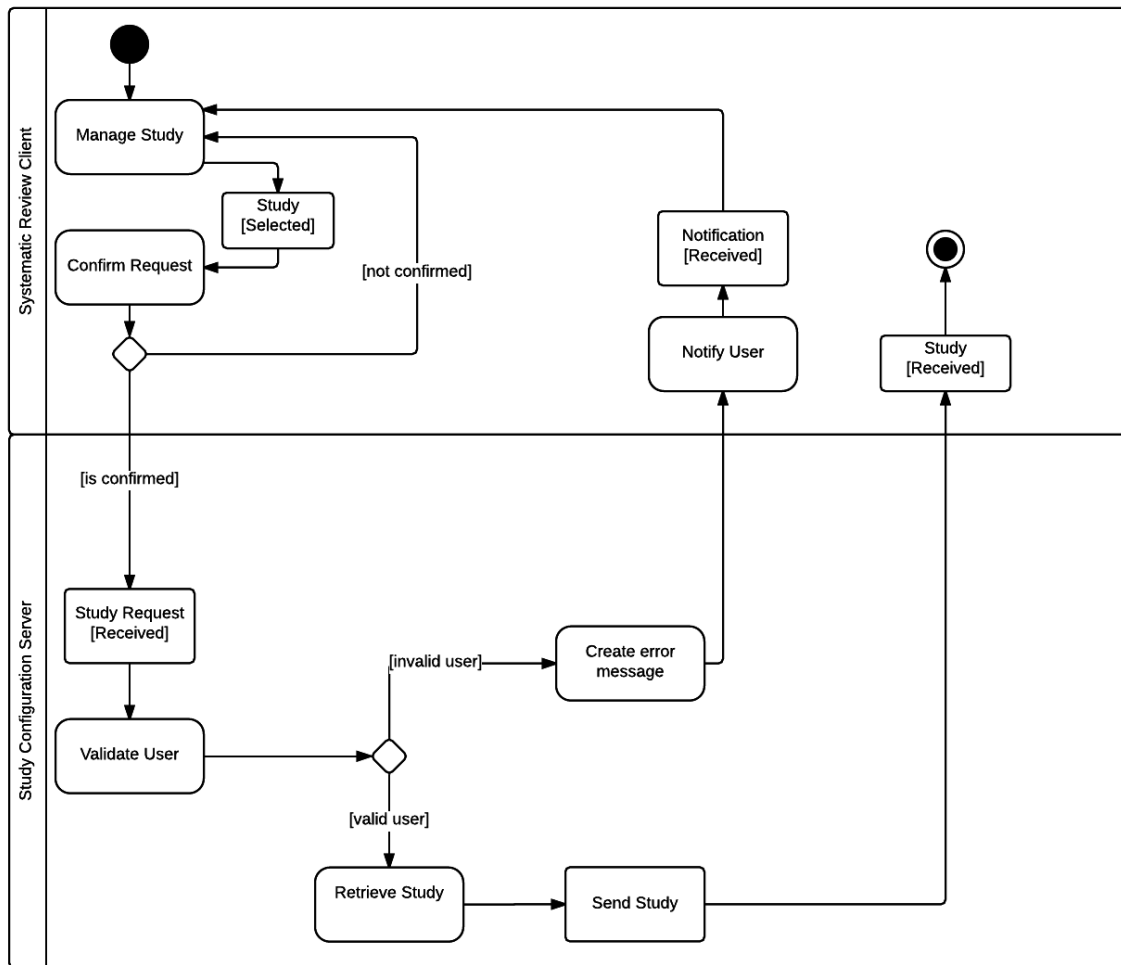 Systematic Review Client
Manage Study
Study
[Selected]
Confirm Request
[not confirmed]
Notification
[Received]
Notify User
Study
[Received]
Study Configuration Server
[is confirmed]
Study Request
[Received]
Validate User
[invalid user]
Create error
message
[valid user]
Retrieve Study
Send Study